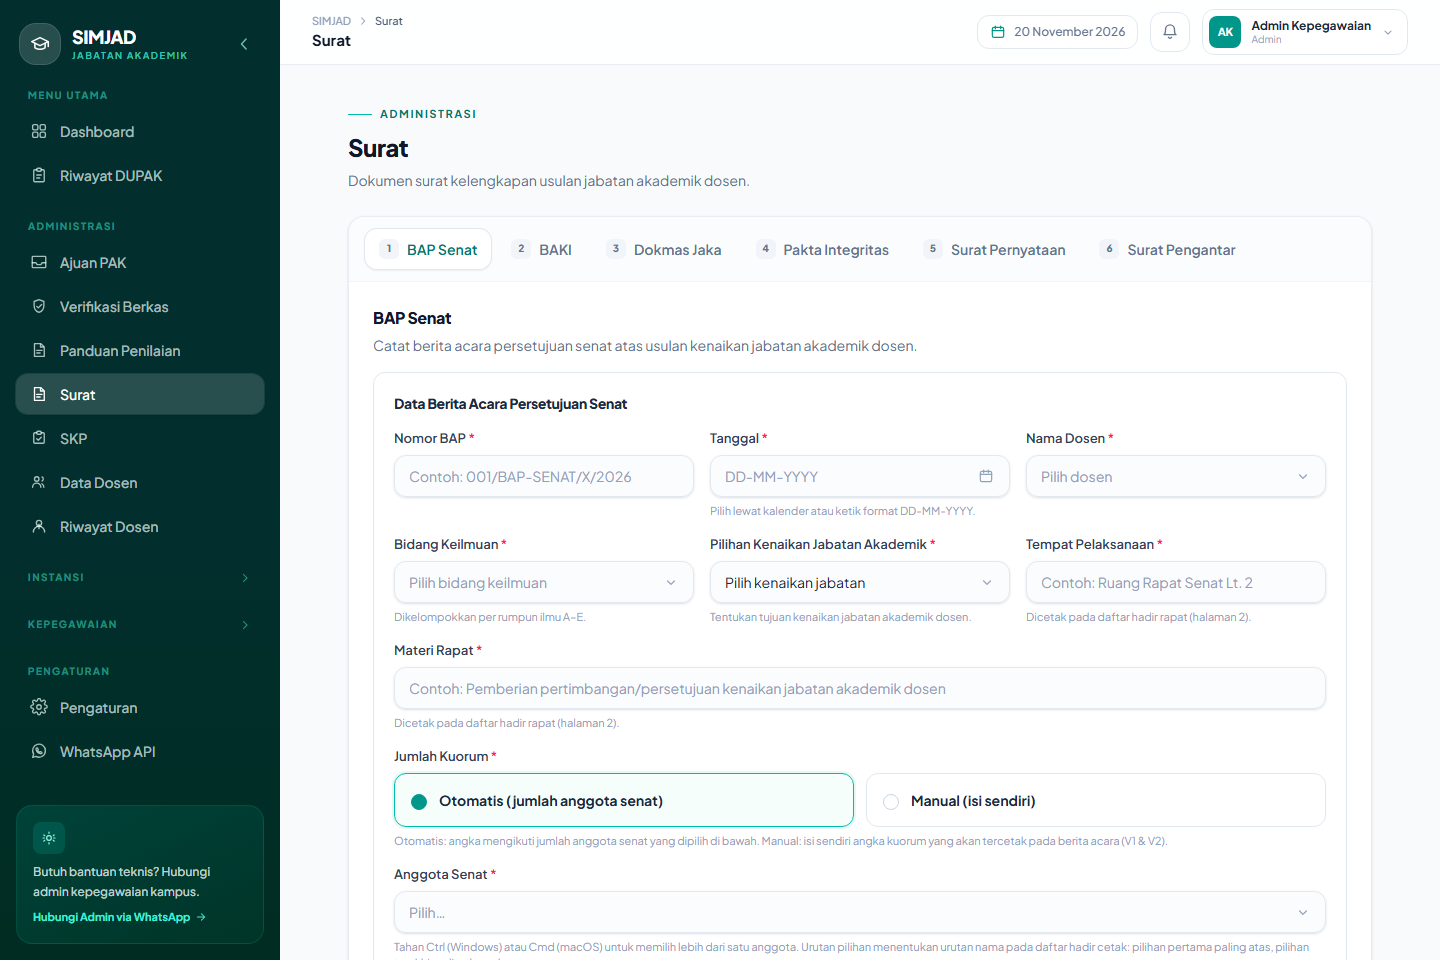 SIMJAD
JABATAN AKADEMIK
MENU UTAMA
Dashboard
Riwayat DUPAK
ADMINISTRASI
Ajuan PAK
Verifikasi Berkas
Panduan Penilaian
Surat
SKP
Data Dosen
Riwayat Dosen
INSTANSI
KEPEGAWAIAN
PENGATURAN
Pengaturan
WhatsApp API
Butuh bantuan teknis? Hubungi
admin kepegawaian kampus.
Hubungi Admin via WhatsApp →
SIMJAD > Surat
Surat
20 November 2026
AK
Admin Kepegawaian
Admin
ADMINISTRASI
Surat
Dokumen surat kelengkapan usulan jabatan akademik dosen.
1 BAP Senat
2 BAKI
3 Dokmas Jaka
4 Pakta Integritas
5 Surat Pernyataan
6 Surat Pengantar
BAP Senat
Catat berita acara persetujuan senat atas usulan kenaikan jabatan akademik dosen.
Data Berita Acara Persetujuan Senat
Nomor BAP *
Contoh: 001/BAP-SENAT/X/2026
Tanggal *
DD-MM-YYYY
Pilih lewat kalender atau ketik format DD-MM-YYYY.
Nama Dosen *
Pilih dosen
Bidang Keilmuan *
Pilih bidang keilmuan
Dikelompokkan per rumpun ilmu A–E.
Pilihan Kenaikan Jabatan Akademik *
Pilih kenaikan jabatan
Tentukan tujuan kenaikan jabatan akademik dosen.
Tempat Pelaksanaan *
Contoh: Ruang Rapat Senat Lt. 2
Dicetak pada daftar hadir rapat (halaman 2).
Materi Rapat *
Contoh: Pemberian pertimbangan/persetujuan kenaikan jabatan akademik dosen
Dicetak pada daftar hadir rapat (halaman 2).
Jumlah Kuorum *
Otomatis (jumlah anggota senat)
Manual (isi sendiri)
Otomatis: angka mengikuti jumlah anggota senat yang dipilih di bawah. Manual: isi sendiri angka kuorum yang akan tercetak pada berita acara (V1 & V2).
Anggota Senat *
Pilih...
Tahan Ctrl (Windows) atau Cmd (macOS) untuk memilih lebih dari satu anggota. Urutan pilihan menentukan urutan nama pada daftar hadir cetak: pilihan pertama paling atas, pilihan